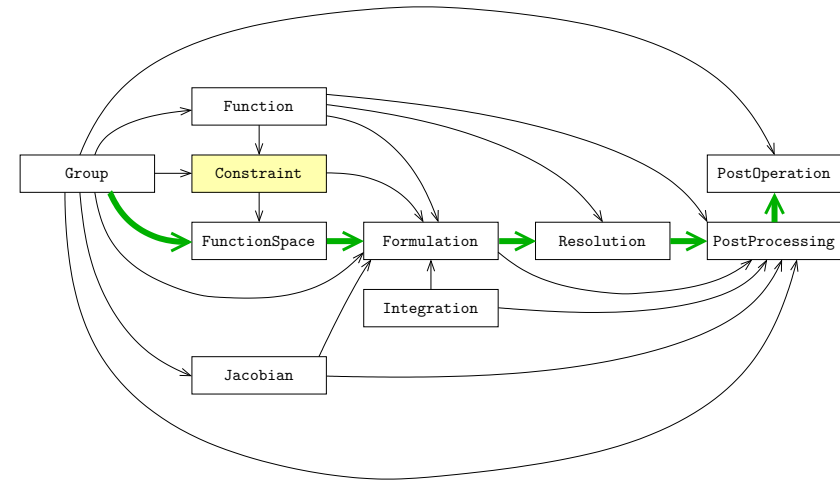 Function
Group
Constraint
PostOperation
FunctionSpace
Formulation
Resolution
PostProcessing
Integration
Jacobian